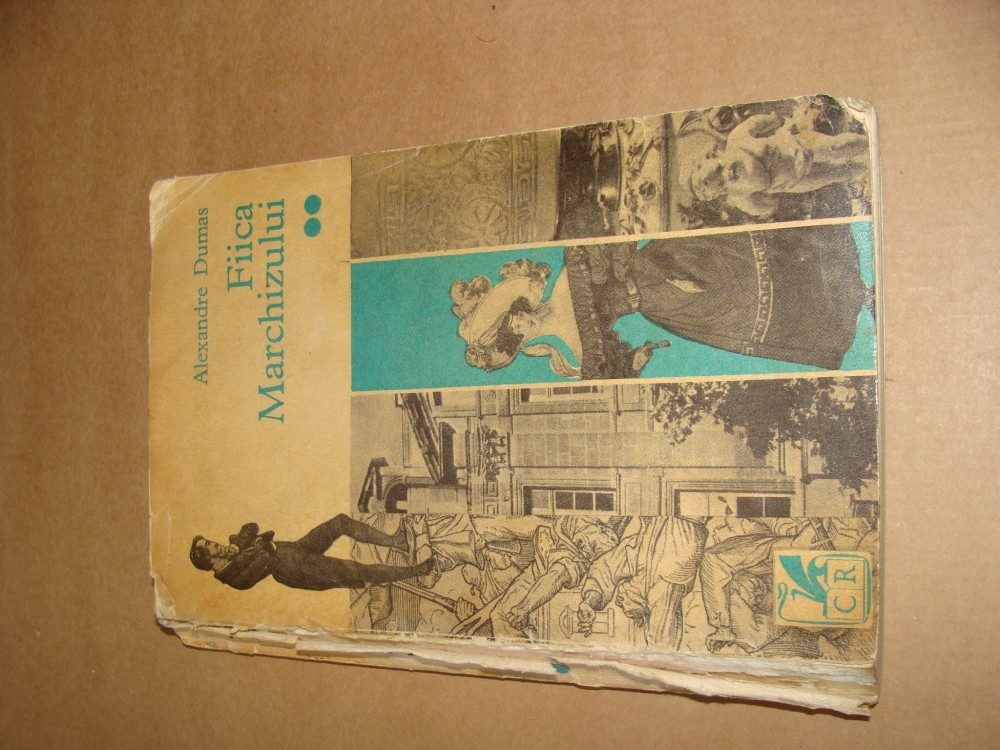 Alexandre Dumas
Fiica
Marchizului
CR